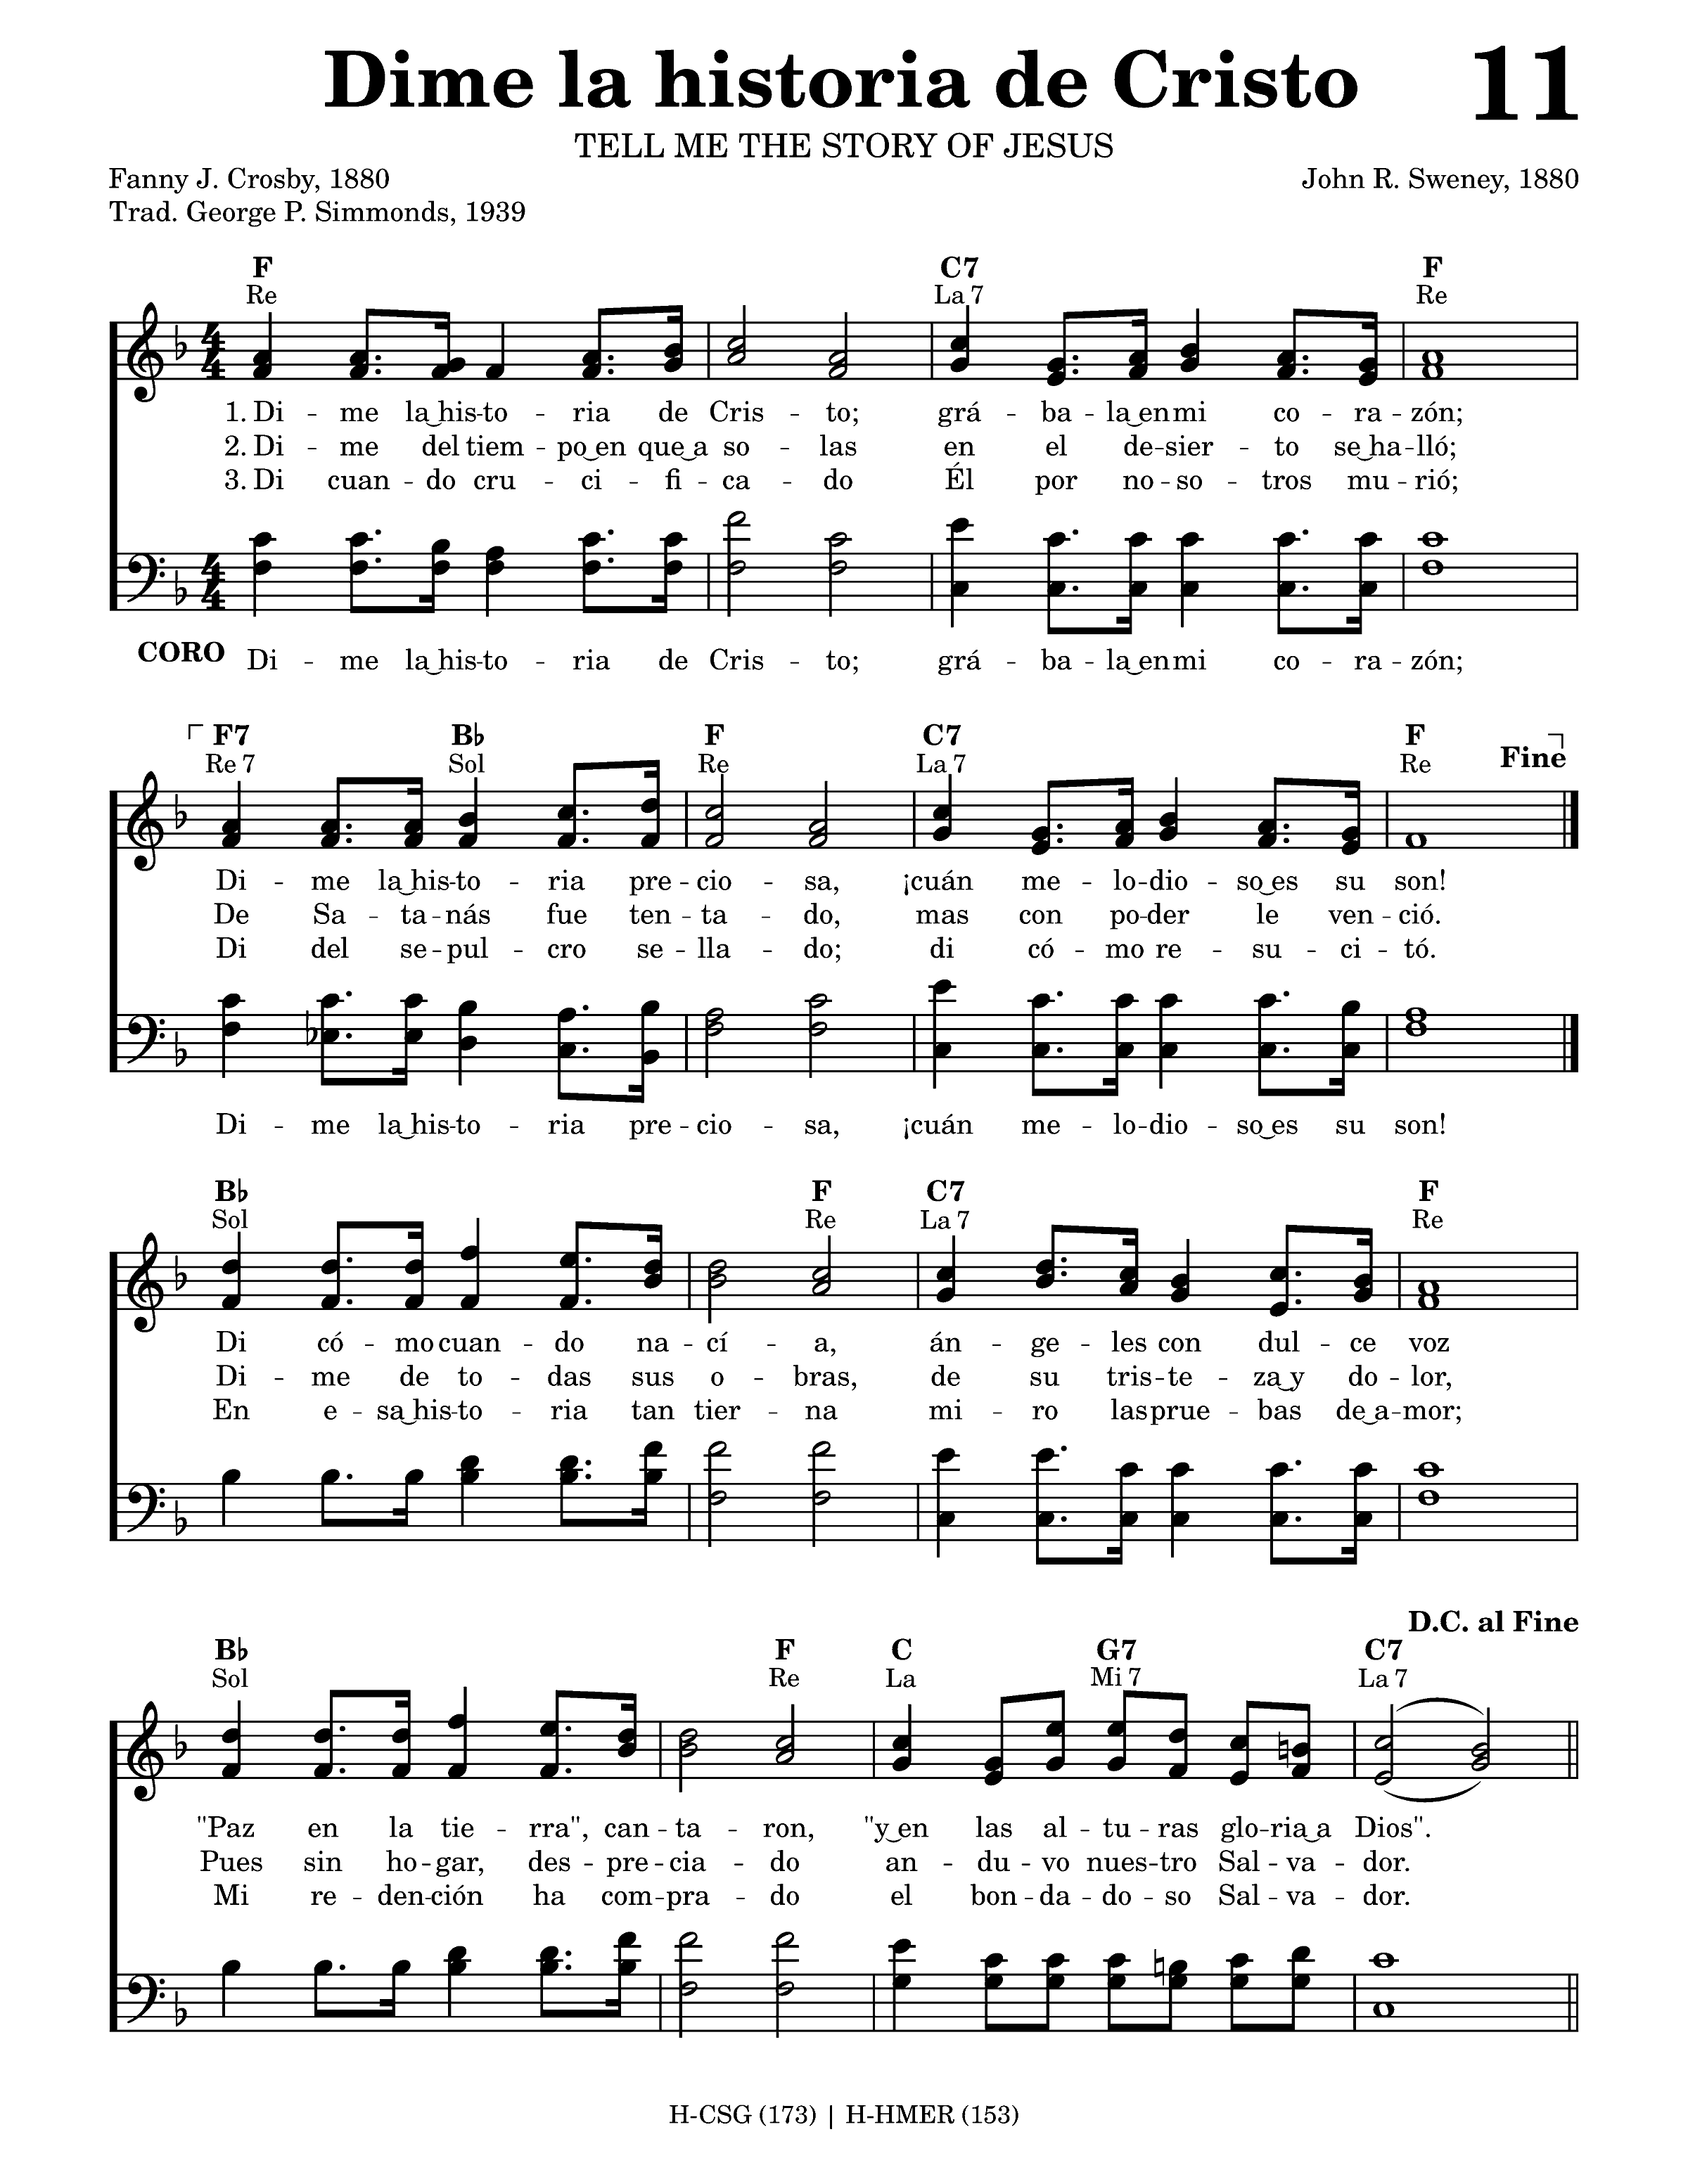 Dime la historia de Cristo
11
TELL ME THE STORY OF JESUS
Fanny J. Crosby, 1880
John R. Sweney, 1880
Trad. George P. Simmonds, 1939
F C7 F
Re La 7 Re
4 4
1. Di -- me la‿his -- to -- ria de Cris -- to; grá -- ba -- la‿en mi co -- ra -- zón;
2. Di -- me del tiem -- po‿en que‿a so -- las en el de -- sier -- to se‿ha -- lló;
3. Di cuan -- do cru -- ci -- fi -- ca -- do Él por no -- so -- tros mu -- rió;
4 4
CORO
Di -- me la‿his -- to -- ria de Cris -- to; grá -- ba -- la‿en mi co -- ra -- zón;
F7 B♭ F C7 F Fine
Re 7 Sol Re La 7 Re
Di -- me la‿his -- to -- ria pre -- cio -- sa, ¡cuán me -- lo -- dio -- so‿es su son!
De Sa -- ta -- nás fue ten -- ta -- do, mas con po -- der le ven -- ció.
Di del se -- pul -- cro se -- lla -- do; di có -- mo re -- su -- ci -- tó.
Di -- me la‿his -- to -- ria pre -- cio -- sa, ¡cuán me -- lo -- dio -- so‿es su son!
B♭ F C7 F
Sol Re La 7 Re
Di có -- mo cuan -- do na -- cí -- a, án -- ge -- les con dul -- ce voz
Di -- me de to -- das sus o -- bras, de su tris -- te -- za‿y do -- lor,
En e -- sa‿his -- to -- ria tan tier -- na mi -- ro las prue -- bas de‿a -- mor;
D.C. al Fine
B♭ F C G7 C7
Sol Re La Mi 7 La 7
"Paz en la tie -- rra", can -- ta -- ron, "y‿en las al -- tu -- ras glo -- ria‿a Dios".
Pues sin ho -- gar, des -- pre -- cia -- do an -- du -- vo nues -- tro Sal -- va -- dor.
Mi re -- den -- ción ha com -- pra -- do el bon -- da -- do -- so Sal -- va -- dor.
H-CSG (173) | H-HMER (153)